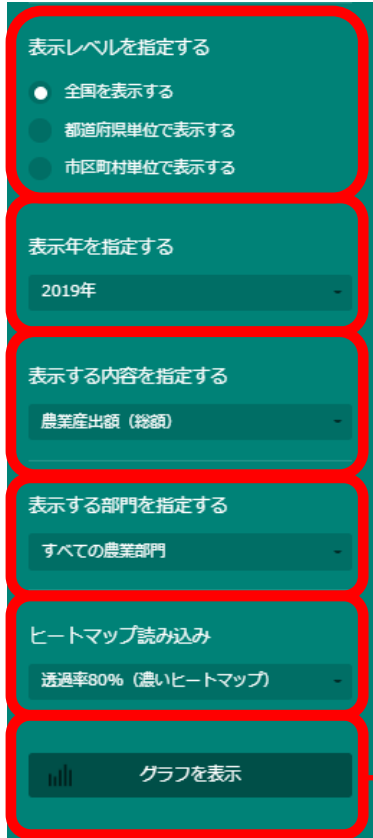 表示レベルを指定する
全国を表示する
都道府県単位で表示する
市区町村単位で表示する
表示年を指定する
2019年
表示する内容を指定する
農業産出額（総額）
表示する部門を指定する
すべての農業部門
ヒートマップ読み込み
透過率80%（濃いヒートマップ）
グラフを表示